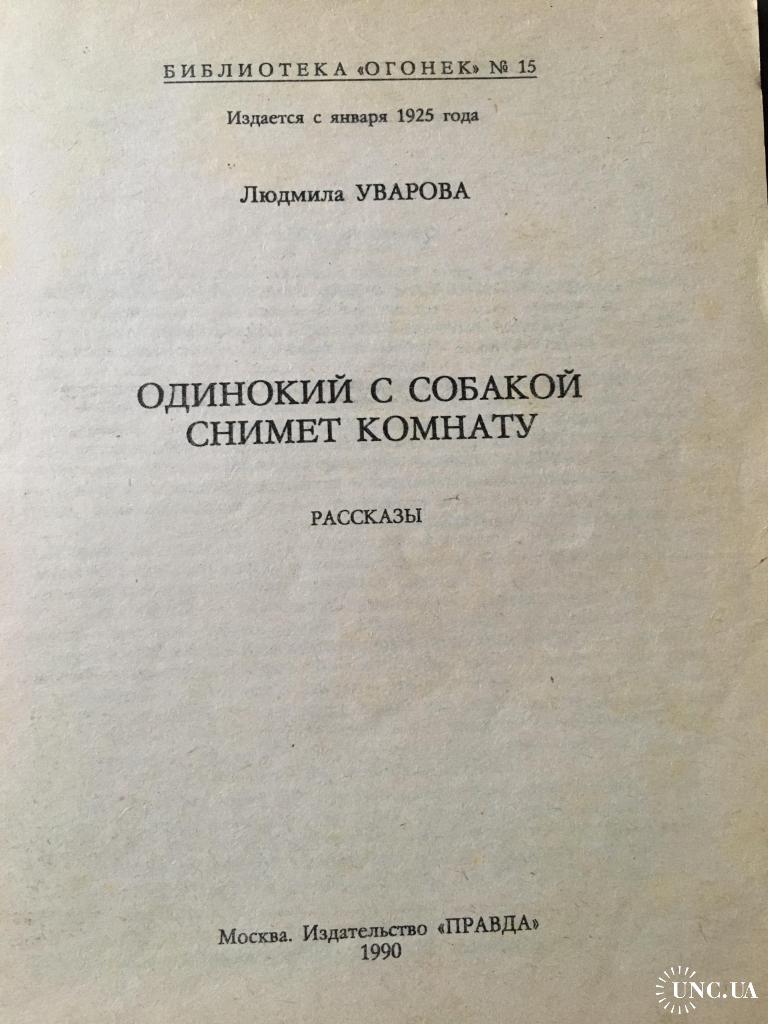 БИБЛИОТЕКА «ОГОНЕК» № 15
Издается с января 1925 года
Людмила УВАРОВА
ОДИНОКИЙ С СОБАКОЙ
СНИМЕТ КОМНАТУ
РАССКАЗЫ
Москва. Издательство «ПРАВДА»
1990
UNC.UA